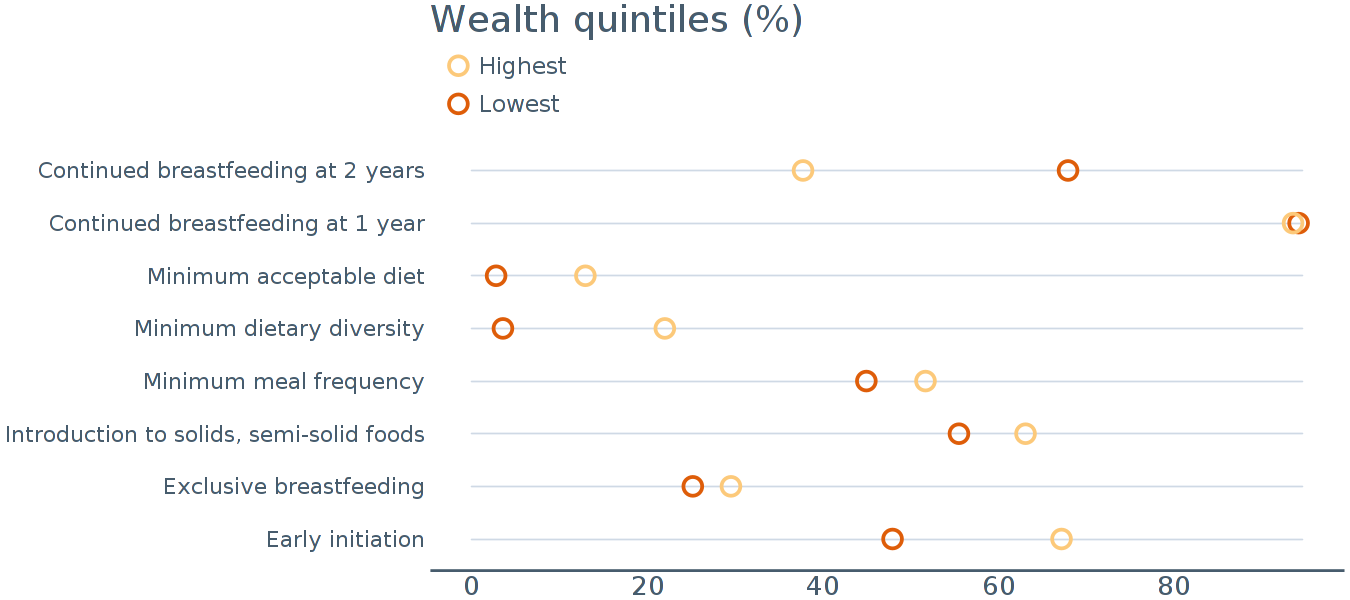 Wealth quintiles (%)
Highest
Lowest
Continued breastfeeding at 2 years
Continued breastfeeding at 1 year
Minimum acceptable diet
Minimum dietary diversity
Minimum meal frequency
Introduction to solids, semi-solid foods
Exclusive breastfeeding
Early initiation
0 20 40 60 80